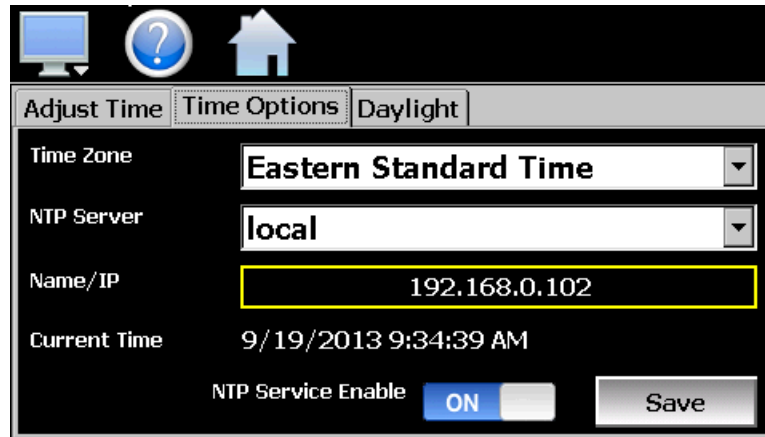 ?
Adjust Time Time Options Daylight
Time Zone Eastern Standard Time
NTP Server local
Name/IP 192.168.0.102
Current Time 9/19/2013 9:34:39 AM
NTP Service Enable ON Save